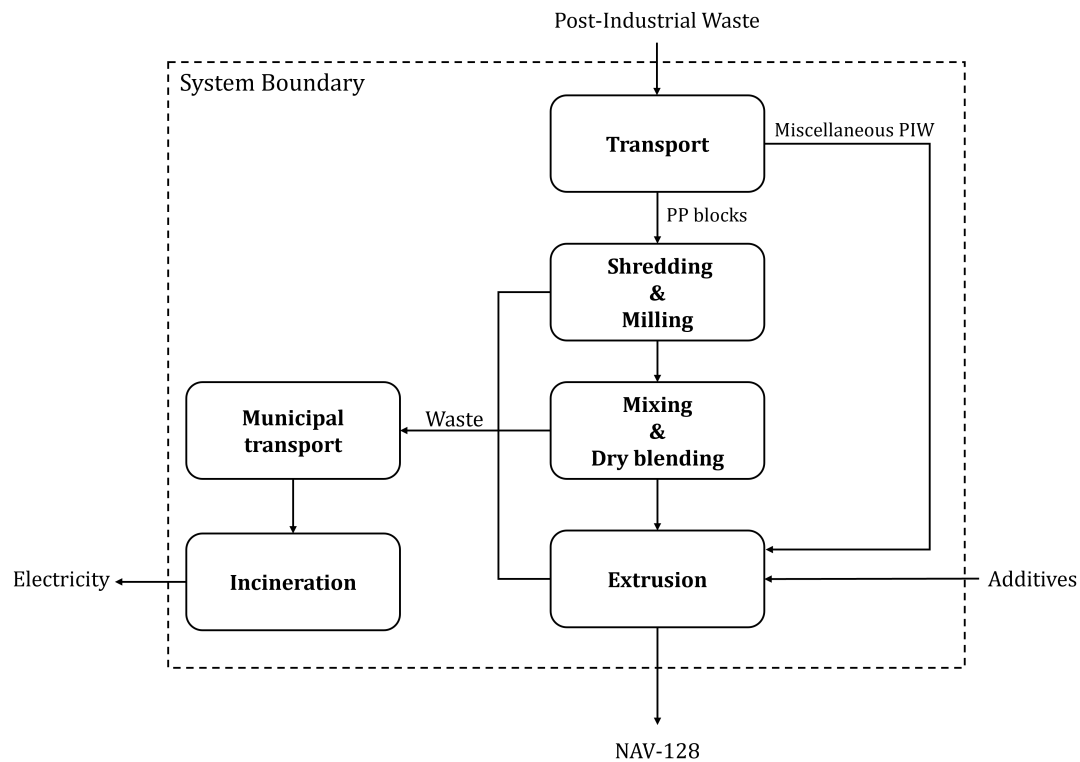 Post-Industrial Waste
System Boundary
Transport
Miscellaneous PIW
PP blocks
Shredding
&
Milling
Municipal
transport
Waste
Mixing
&
Dry blending
Electricity
Incineration
Extrusion
Additives
NAV-128